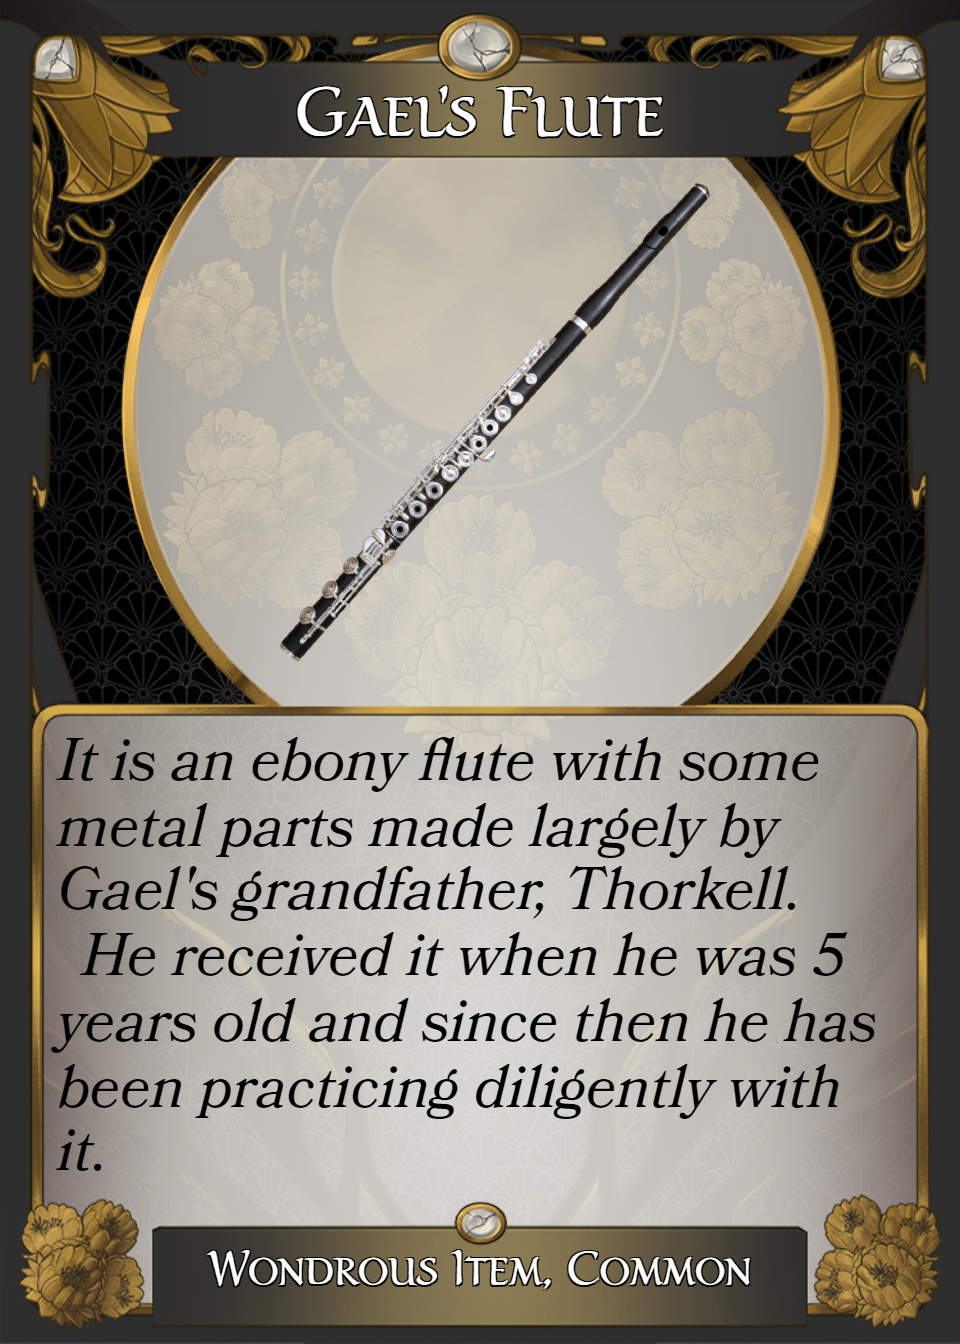 Gael's Flute
It is an ebony flute with some
metal parts made largely by
Gael's grandfather, Thorkell.
He received it when he was 5
years old and since then he has
been practicing diligently with
it.
Wondrous Item, Common